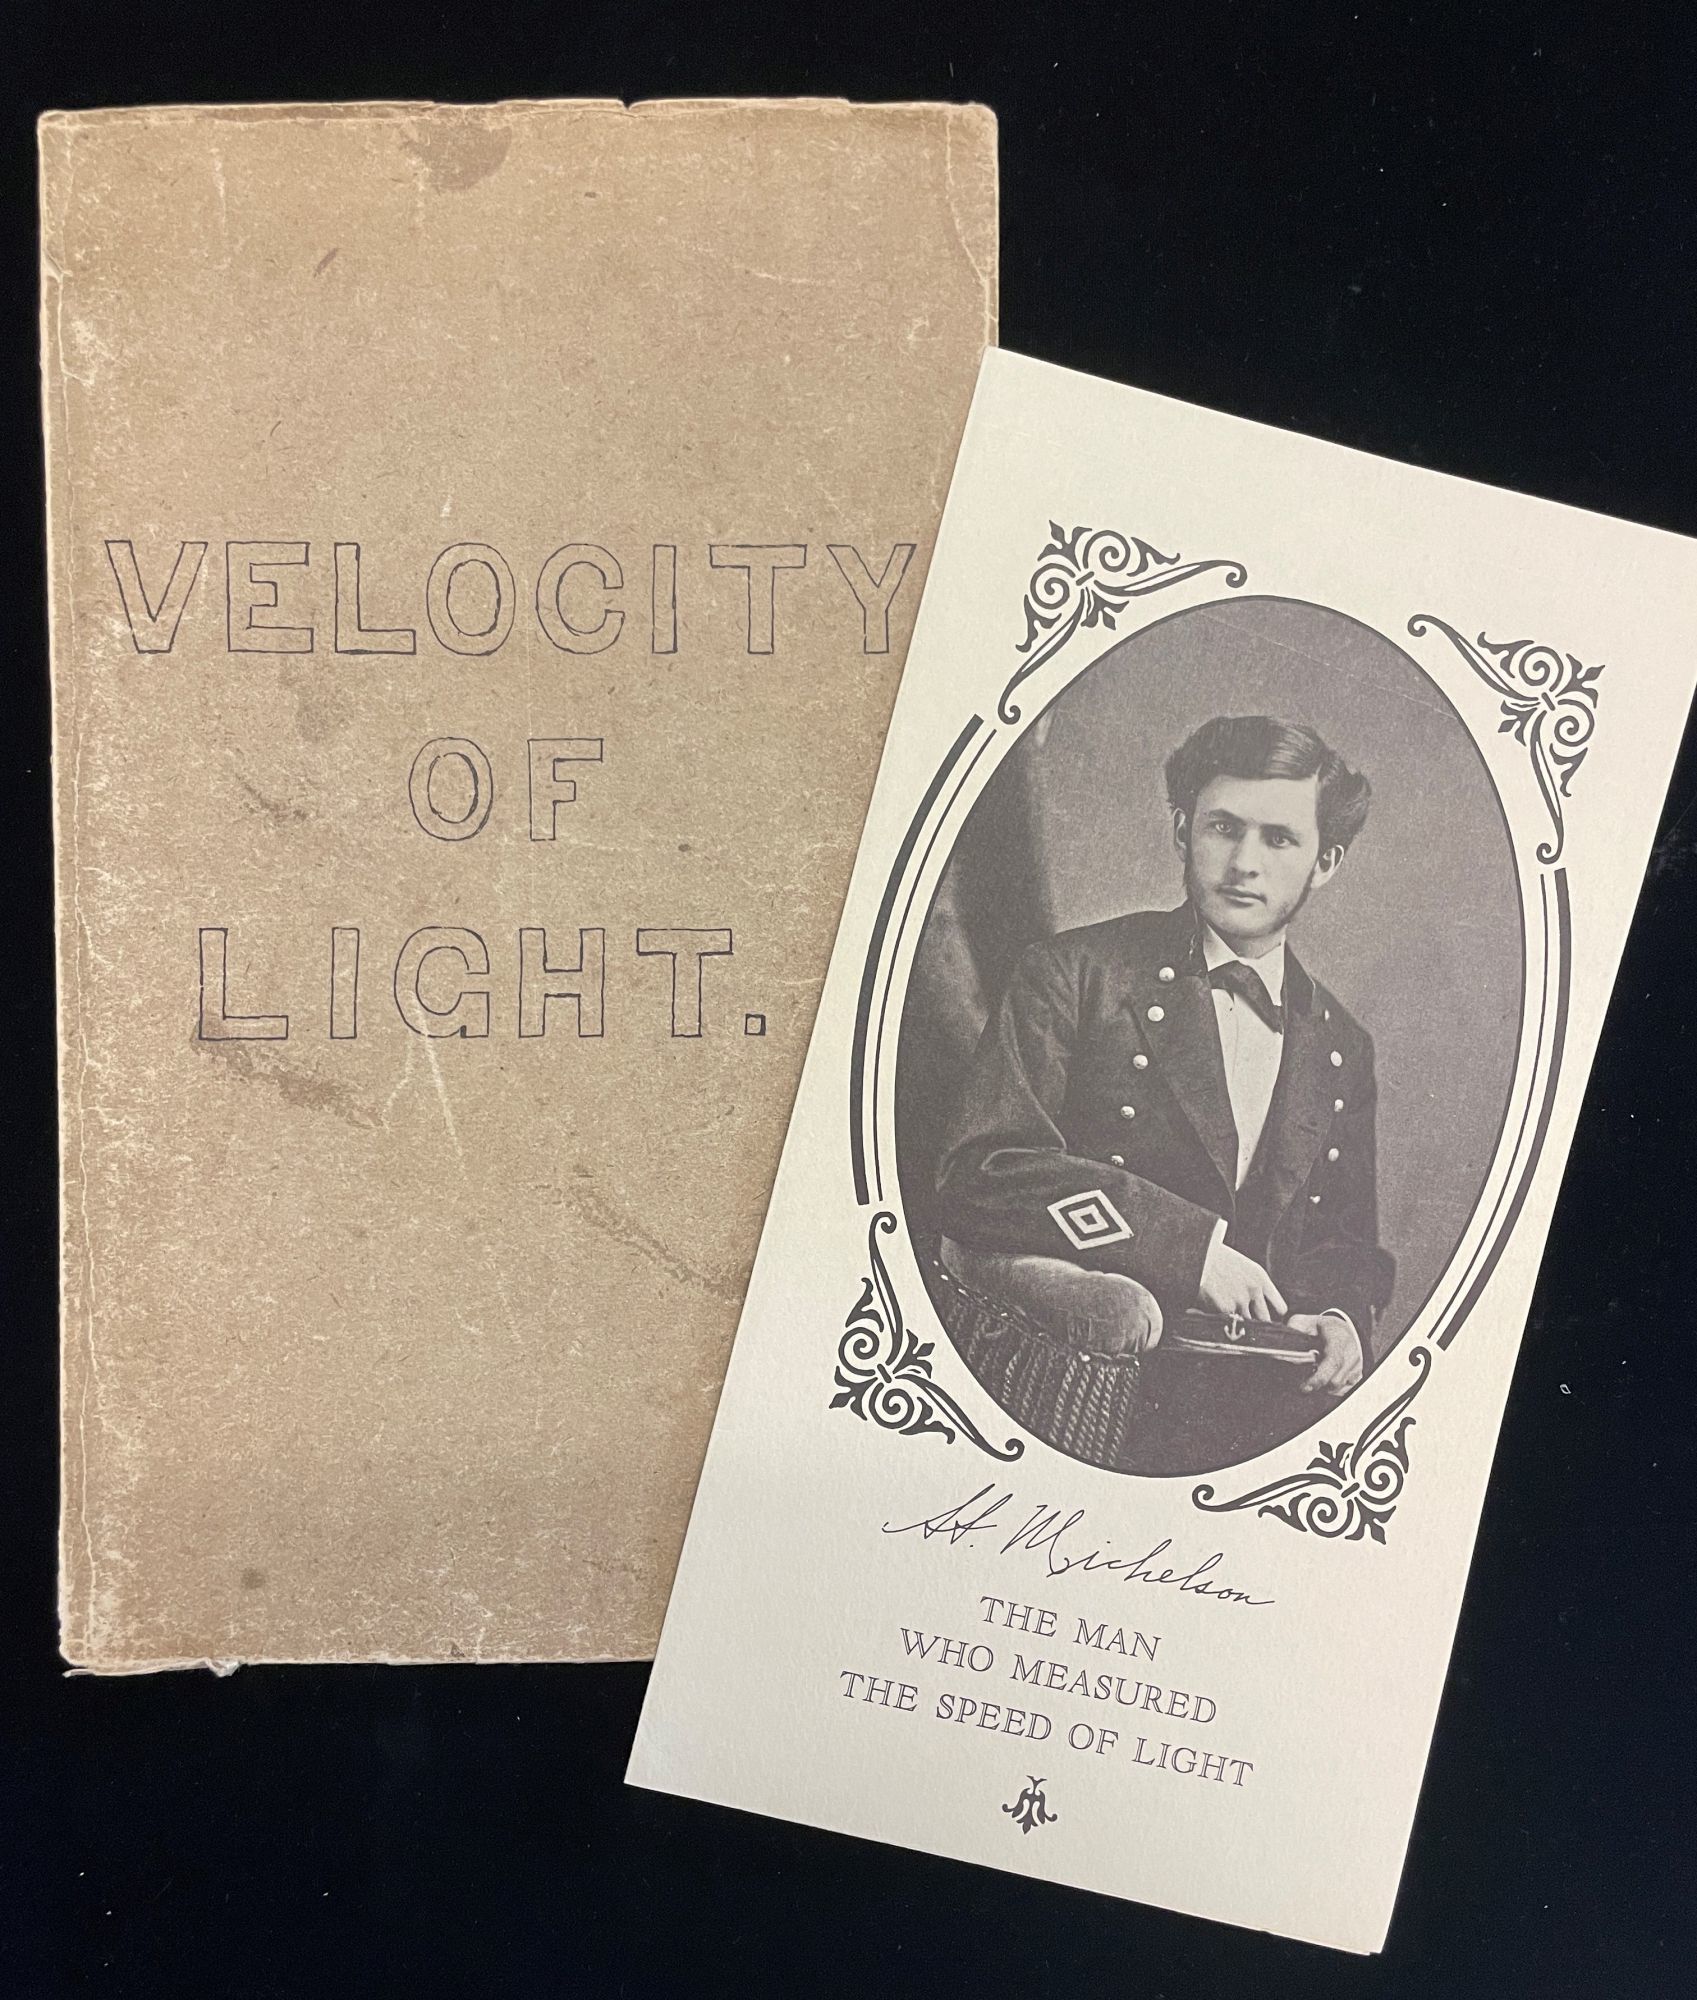 VELOCITY
OF
LIGHT.
A. A. Michelson
THE MAN
WHO MEASURED
THE SPEED OF LIGHT